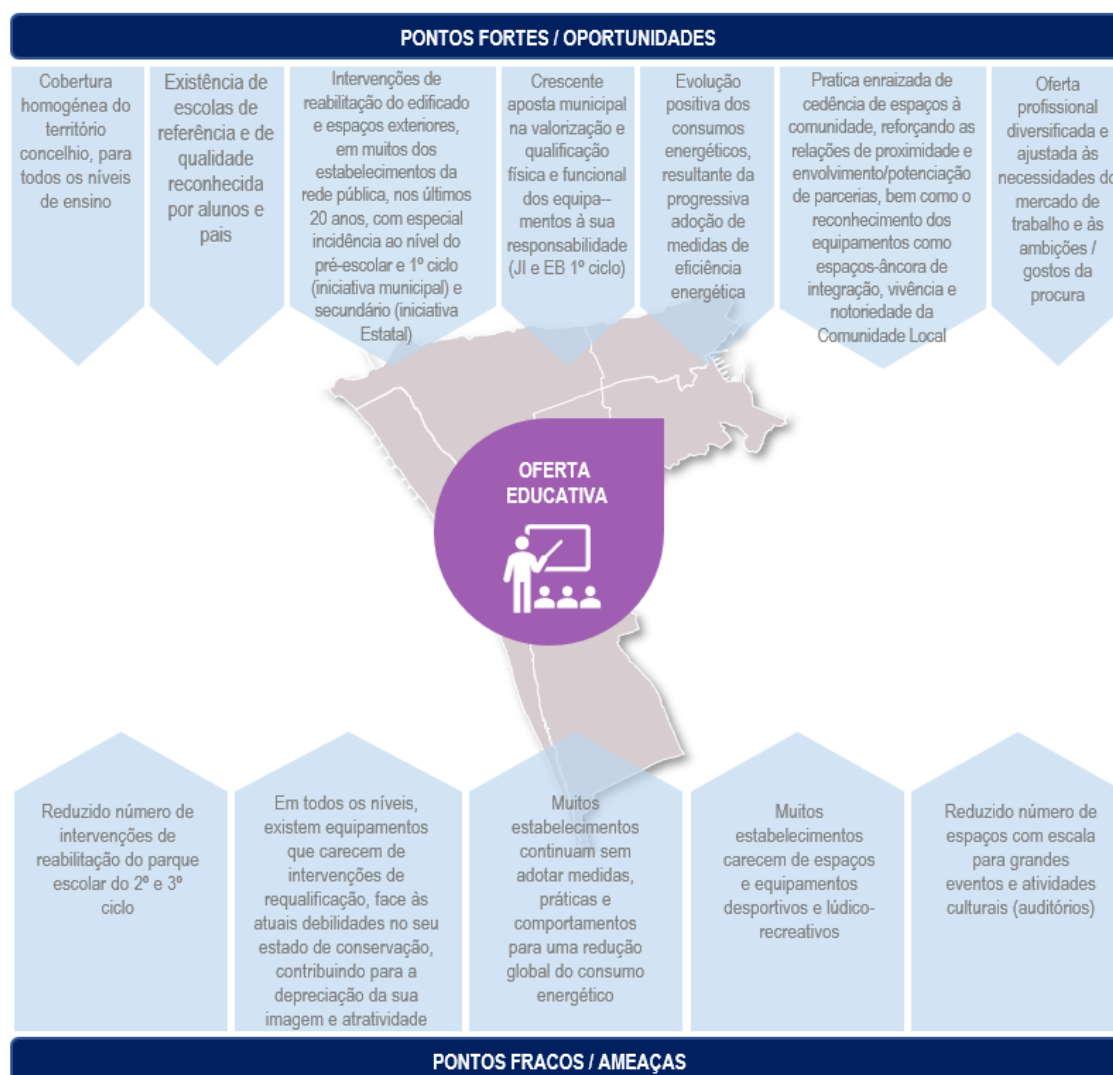 PONTOS FORTES / OPORTUNIDADES
Cobertura
homogénea do
território
concelhio, para
todos os níveis
de ensino
Existência de
escolas de
referência e de
qualidade
reconhecida
por alunos e
pais
Intervenções de
reabilitação do edificado
e espaços exteriores,
em muitos dos
estabelecimentos da
rede pública, nos últimos
20 anos, com especial
incidência ao nível do
pré-escolar e 1º ciclo
(iniciativa municipal) e
secundário (iniciativa
Estatal)
Crescente
aposta municipal
na valorização e
qualificação
física e funcional
dos equipa--
mentos à sua
responsabilidade
(JI e EB 1º ciclo)
Evolução
positiva dos
consumos
energéticos,
resultante da
progressiva
adoção de
medidas de
eficiência
energética
Pratica enraizada de
cedência de espaços à
comunidade, reforçando as
relações de proximidade e
envolvimento/potenciação
de parcerias, bem como o
reconhecimento dos
equipamentos como
espaços-âncora de
integração, vivência e
notoriedade da
Comunidade Local
Oferta
profissional
diversificada e
ajustada às
necessidades do
mercado de
trabalho e às
ambições /
gostos da
procura
OFERTA
EDUCATIVA
Reduzido número de
intervenções de
reabilitação do parque
escolar do 2º e 3º
ciclo
Em todos os níveis,
existem equipamentos
que carecem de
intervenções de
requalificação, face às
atuais debilidades no seu
estado de conservação,
contribuindo para a
depreciação da sua
imagem e atratividade
Muitos
estabelecimentos
continuam sem
adotar medidas,
práticas e
comportamentos
para uma redução
global do consumo
energético
Muitos
estabelecimentos
carecem de espaços
e equipamentos
desportivos e lúdico-
recreativos
Reduzido número de
espaços com escala
para grandes
eventos e atividades
culturais (auditórios)
PONTOS FRACOS / AMEAÇAS